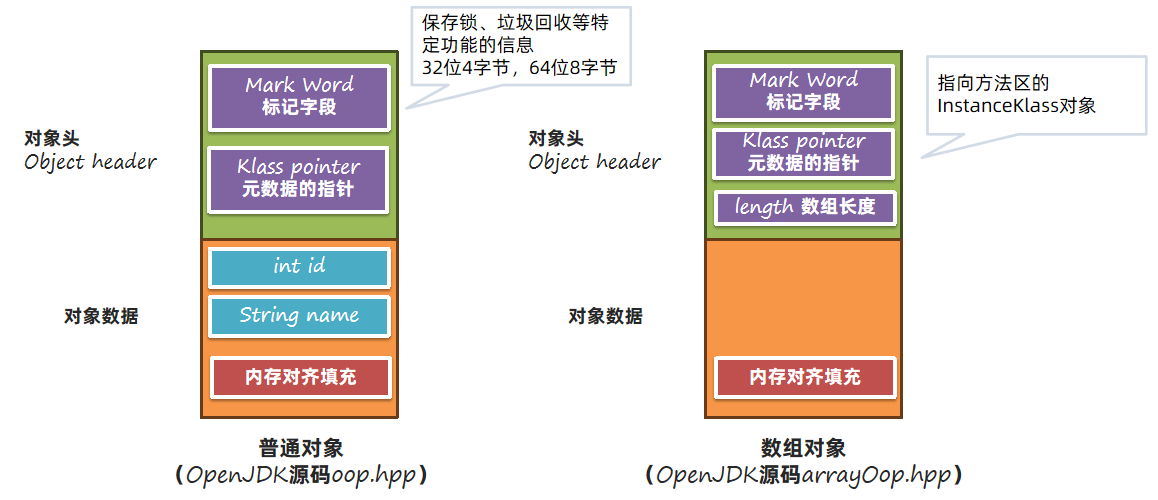 保存锁、垃圾回收等特
定功能的信息
32位4字节，64位8字节
对象头
Object header
Mark Word
标记字段
Klass pointer
元数据的指针
对象数据
int id
String name
内存对齐填充
普通对象
（OpenJDK源码oop.hpp）
指向方法区的
InstanceKlass对象
对象头
Object header
Mark Word
标记字段
Klass pointer
元数据的指针
length 数组长度
对象数据
内存对齐填充
数组对象
（OpenJDK源码arrayOop.hpp）